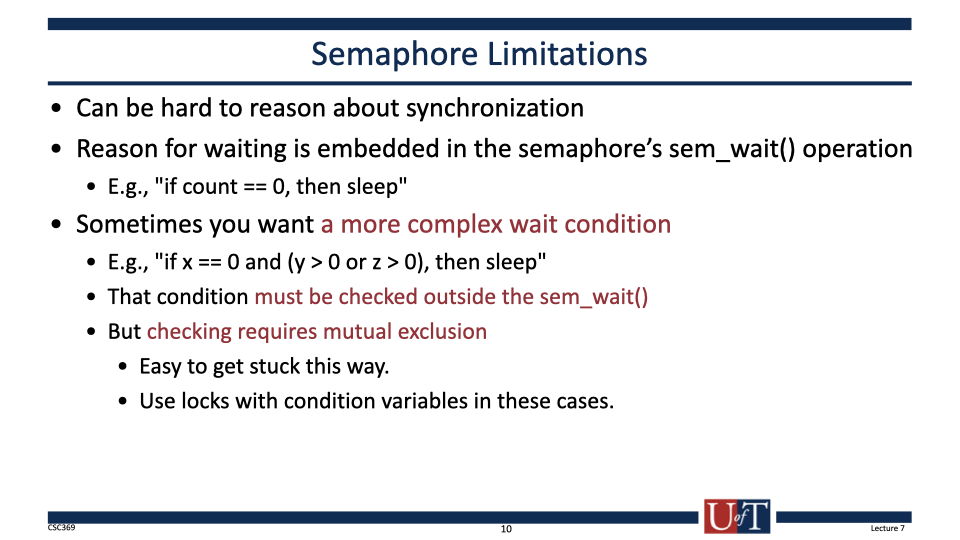 Semaphore Limitations
• Can be hard to reason about synchronization
• Reason for waiting is embedded in the semaphore’s sem_wait() operation
• E.g., "if count == 0, then sleep"
• Sometimes you want a more complex wait condition
• E.g., "if x == 0 and (y > 0 or z > 0), then sleep"
• That condition must be checked outside the sem_wait()
• But checking requires mutual exclusion
• Easy to get stuck this way.
• Use locks with condition variables in these cases.
CSC369
10
U of T
Lecture 7